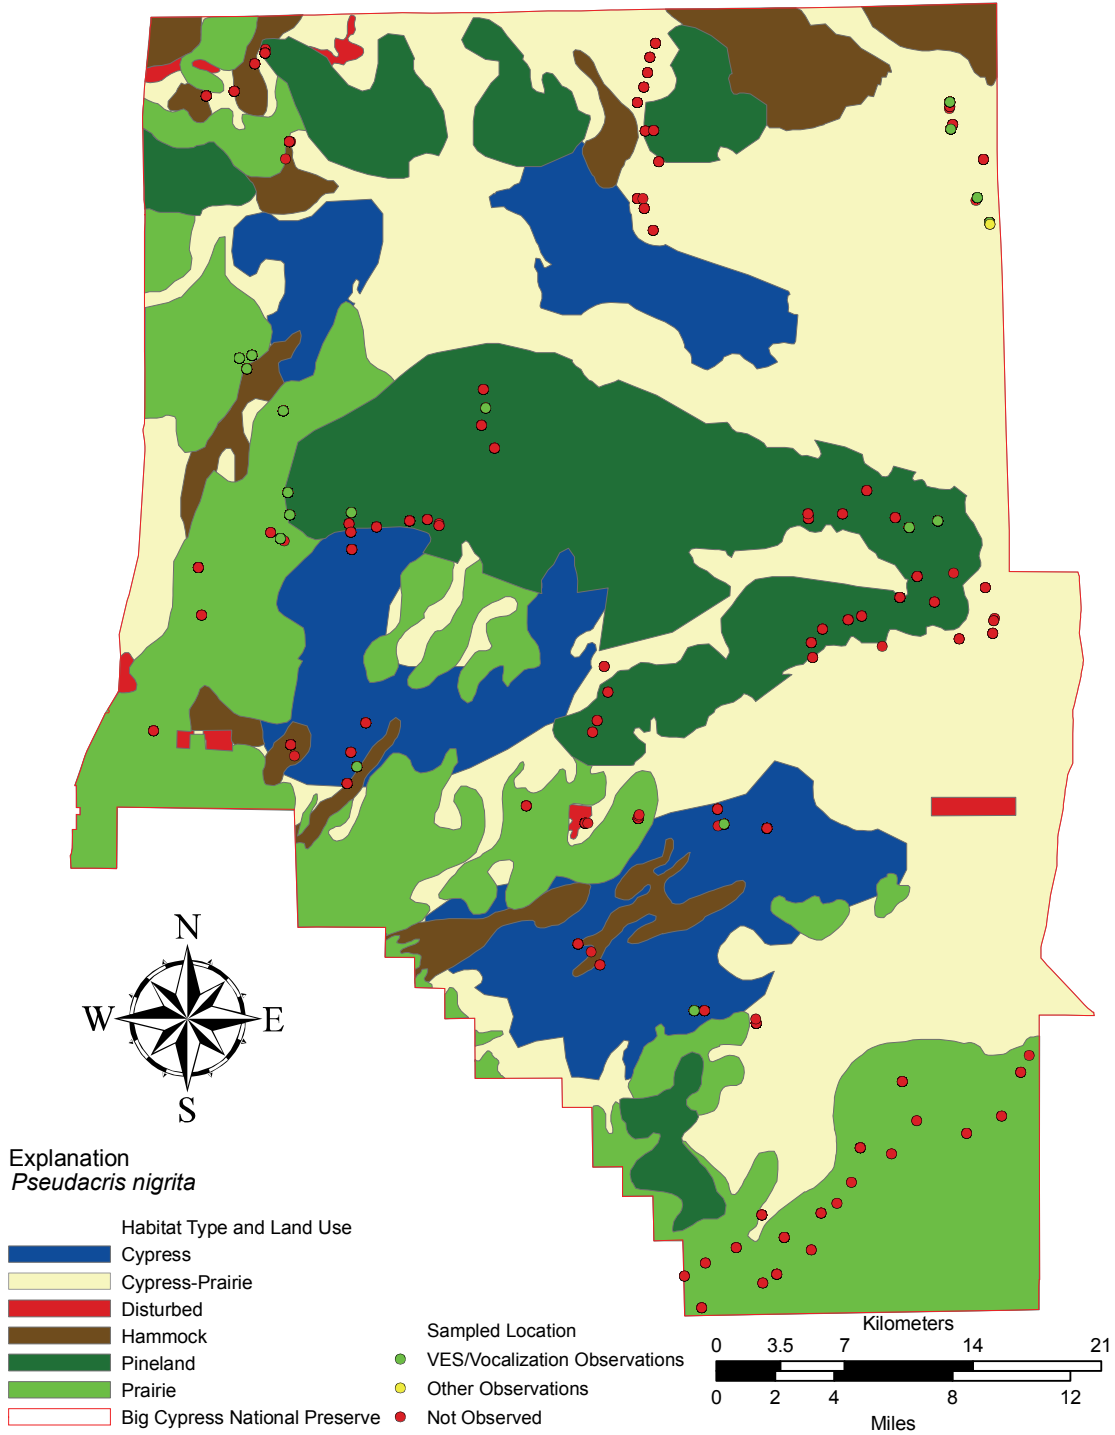 N
W E
S
Explanation
Pseudacris nigrita
Habitat Type and Land Use
Cypress
Cypress-Prairie
Disturbed
Hammock
Pineland
Prairie
Big Cypress National Preserve
Sampled Location
VES/Vocalization Observations
Other Observations
Not Observed
Kilometers
0 3.5 7 14 21
0 2 4 8 12
Miles